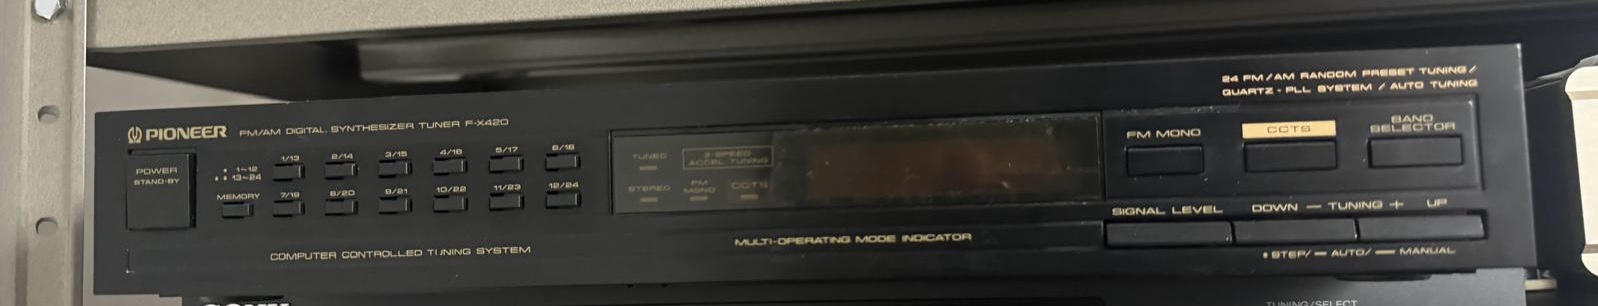 24 FM/AM RANDOM PRESET TUNING/
QUARTZ-PLL SYSTEM / AUTO TUNING
PIONEER FM/AM DIGITAL SYNTHESIZER TUNER F-X420
POWER
STAND-BY
• 1~12
•• 13~24
1/13 2/14 3/15 4/16 5/17 6/18
MEMORY 7/19 8/20 9/21 10/22 11/23 12/24
COMPUTER CONTROLLED TUNING SYSTEM
TUNED
3-SPEED
ACCEL TUNING
STEREO
FM
MONO
CCTS
MULTI-OPERATING MODE INDICATOR
FM MONO
CCTS
BAND
SELECTOR
SIGNAL LEVEL
DOWN — TUNING + UP
• STEP/ — AUTO/ — MANUAL
SONY
TUNING/SELECT